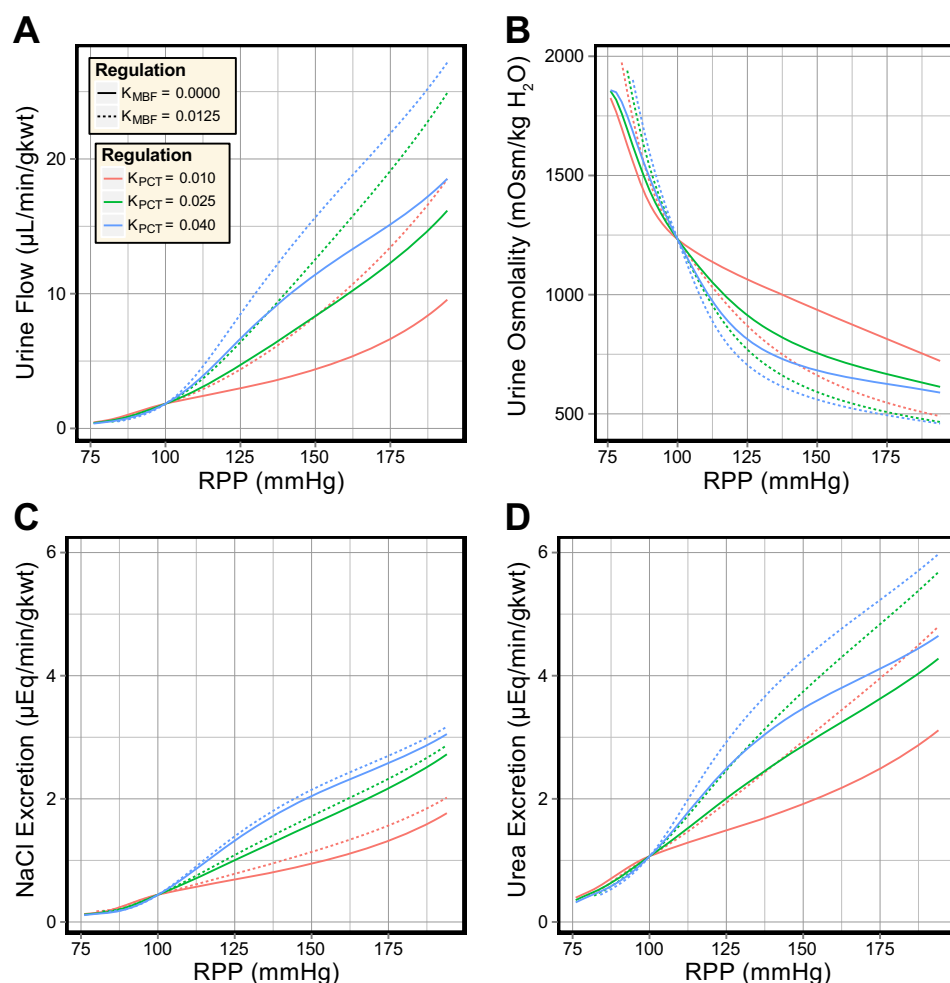 A
Urine Flow (µL/min/gkwt)
20
10
0
Regulation
K_MBF = 0.0000
K_MBF = 0.0125
Regulation
K_PCT = 0.010
K_PCT = 0.025
K_PCT = 0.040
75 100 125 150 175
RPP (mmHg)
B
Urine Osmolality (mOsm/kg H₂O)
2000
1500
1000
500
75 100 125 150 175
RPP (mmHg)
C
NaCl Excretion (µEq/min/gkwt)
6
4
2
0
75 100 125 150 175
RPP (mmHg)
D
Urea Excretion (µEq/min/gkwt)
6
4
2
0
75 100 125 150 175
RPP (mmHg)